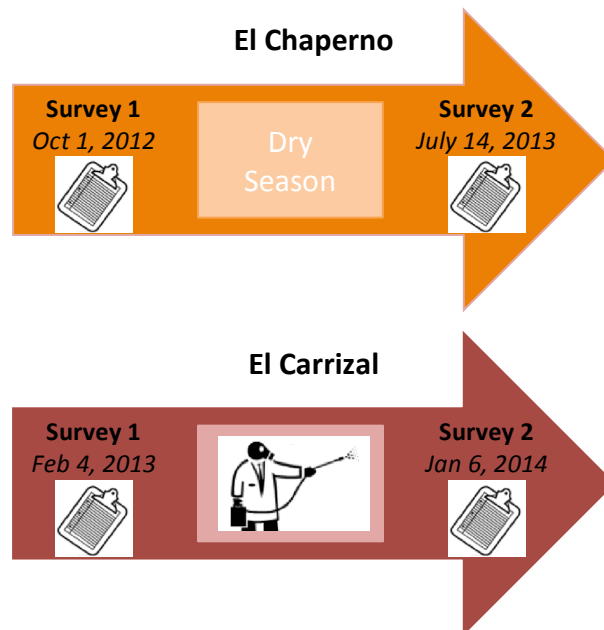 El Chaperno
Survey 1
Oct 1, 2012
Dry
Season
Survey 2
July 14, 2013
El Carrizal
Survey 1
Feb 4, 2013
Survey 2
Jan 6, 2014